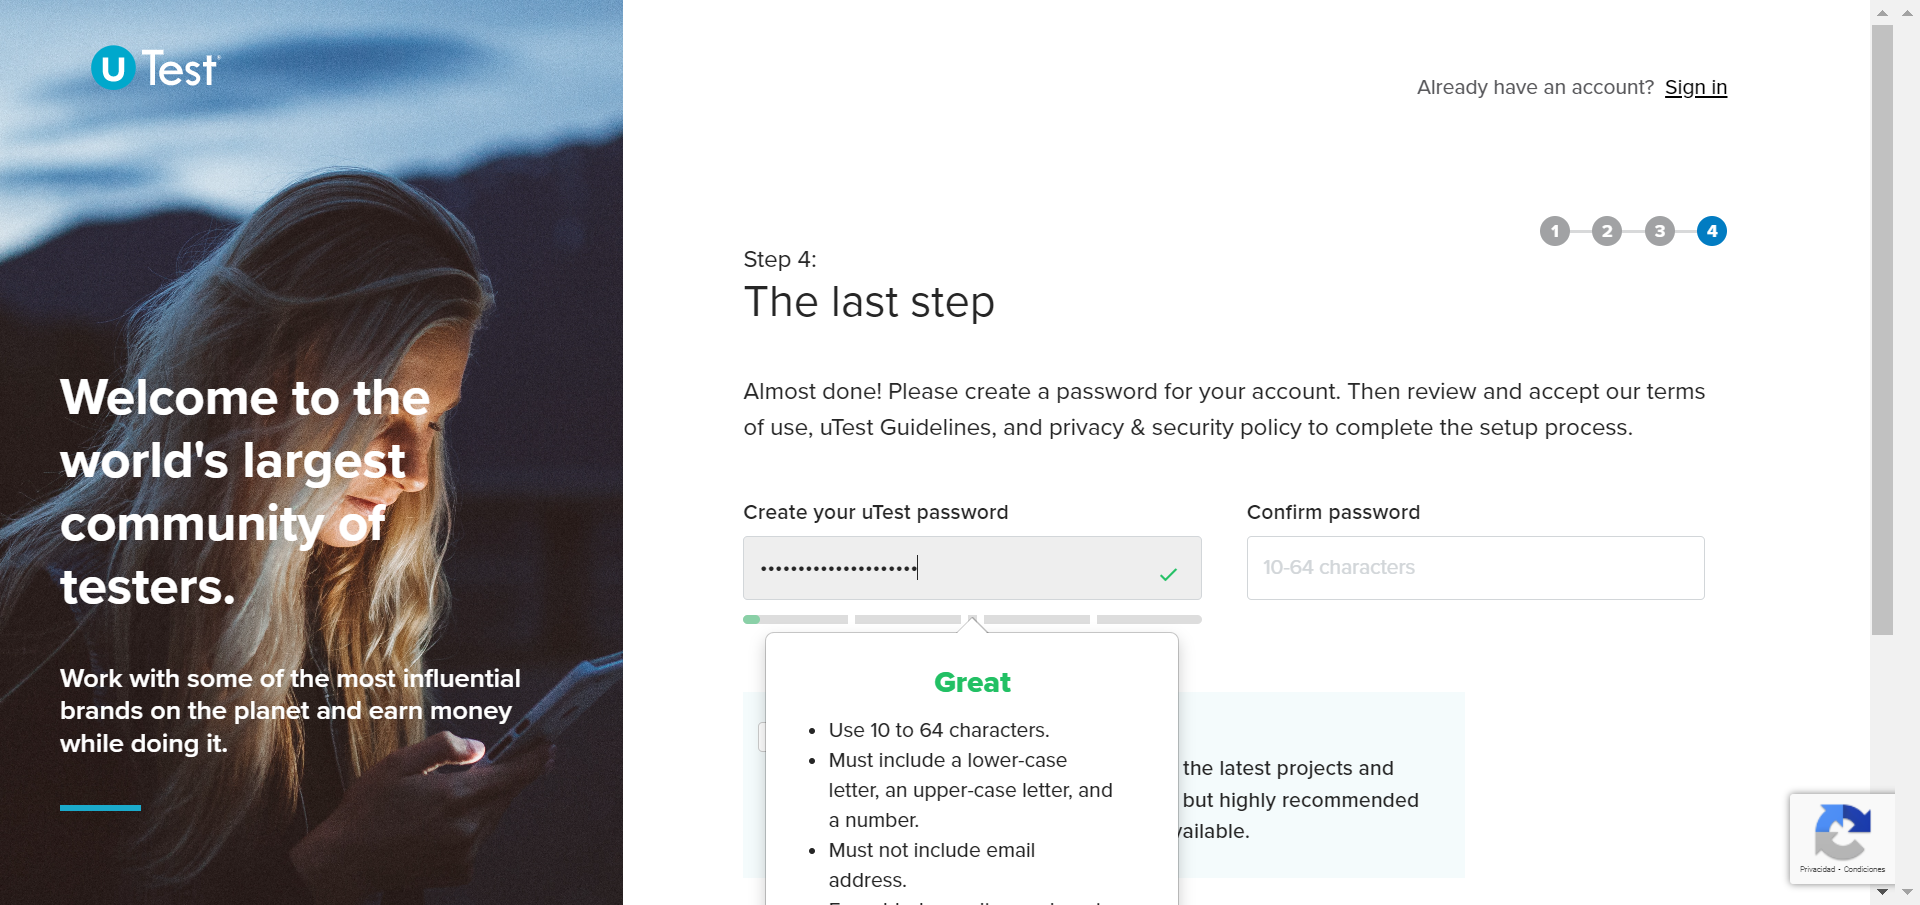 uTest
Already have an account? Sign in
1 2 3 4
Step 4:
The last step
Welcome to the
world's largest
community of
testers.
Work with some of the most influential
brands on the planet and earn money
while doing it.
Almost done! Please create a password for your account. Then review and accept our terms
of use, uTest Guidelines, and privacy & security policy to complete the setup process.
Create your uTest password
•••••••••••••••••••••
Confirm password
10-64 characters
Great
• Use 10 to 64 characters.
• Must include a lower-case
letter, an upper-case letter, and
a number.
• Must not include email
address.
the latest projects and
but highly recommended
Privacidad - Condiciones